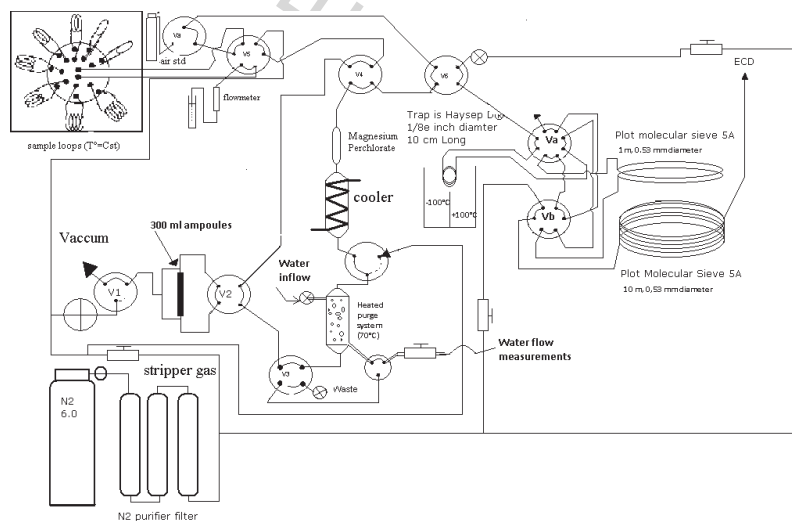 V5
air std
flowmeter
sample loops (T°=Cst)
V4
V6
ECD
Trap is Haysep D
1/8e inch diamter
10 cm Long
Va
Plot molecular sieve 5A
1 m, 0.53 mmdiameter
Magnesium
Perchlorate
-100°C
+100°C
Vb
cooler
300 ml ampoules
Vaccum
V1
V2
Water
inflow
Heated
purge
system
(70°C)
Plot Molecular Sieve 5A
10 m, 0,53 mmdiameter
Water flow
measurements
stripper gas
V3
Waste
N2
6.0
N2 purifier filter